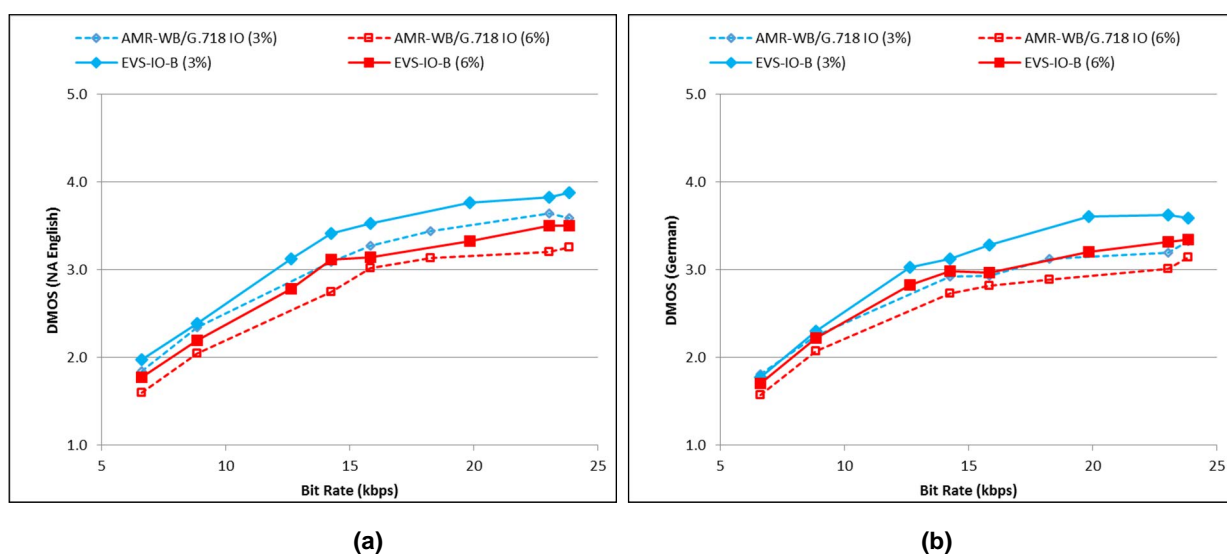 AMR-WB/G.718 IO (3%) AMR-WB/G.718 IO (6%)
EVS-IO-B (3%) EVS-IO-B (6%)
5.0
4.0
3.0
2.0
1.0
DMOS (NA English)
5 10 15 20 25
Bit Rate (kbps)
(a)
AMR-WB/G.718 IO (3%) AMR-WB/G.718 IO (6%)
EVS-IO-B (3%) EVS-IO-B (6%)
5.0
4.0
3.0
2.0
1.0
DMOS (German)
5 10 15 20 25
Bit Rate (kbps)
(b)